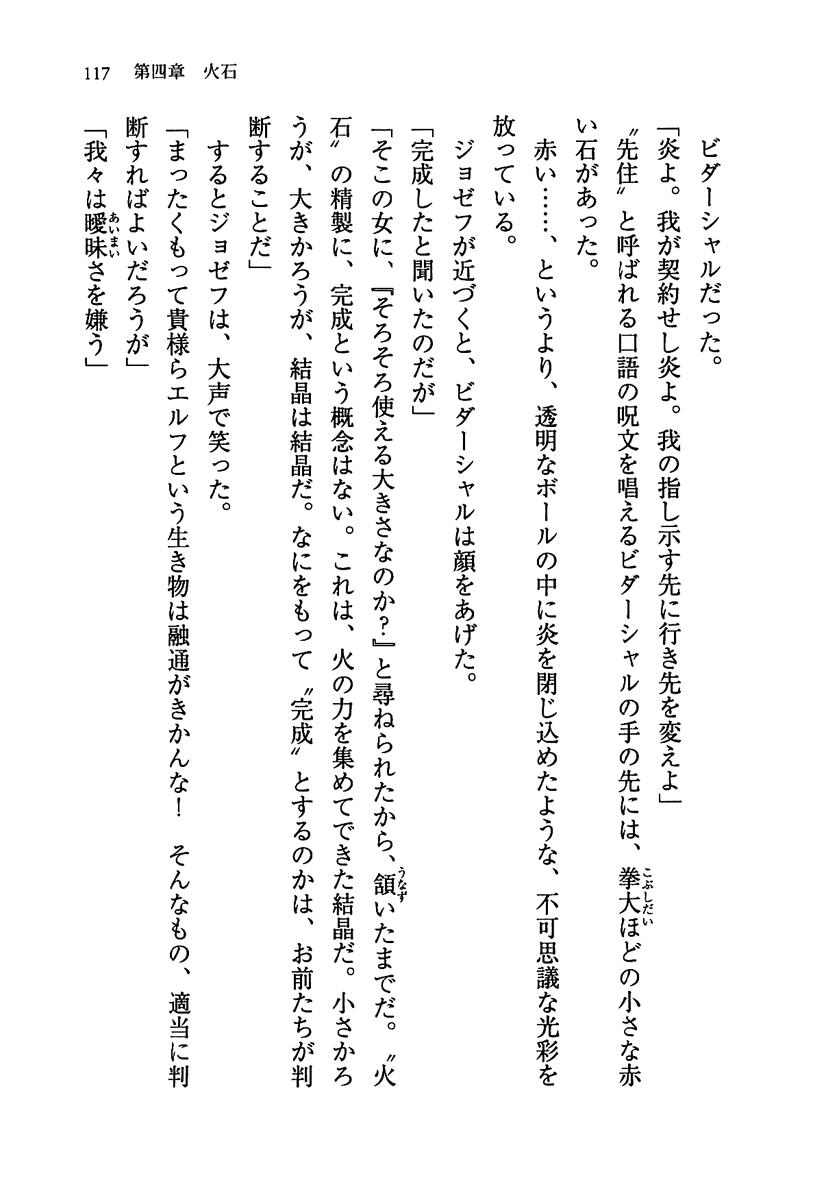 117　第四章　火石
　ビダーシャルだった。
「炎よ。我が契約せし炎よ。我の指し示す先に行き先を変えよ」
　〝先住〟と呼ばれる口語の呪文を唱えるビダーシャルの手の先には、拳大ほどの小さな赤
い石があった。
　赤い……、というより、透明なボールの中に炎を閉じ込めたような、不可思議な光彩を
放っている。
　ジョゼフが近づくと、ビダーシャルは顔をあげた。
「完成したと聞いたのだが」
「そこの女に、『そろそろ使える大きさなのか？』と尋ねられたから、頷いたまでだ。〝火
石〟の精製に、完成という概念はない。これは、火の力を集めてできた結晶だ。小さかろ
うが、大きかろうが、結晶は結晶だ。なにをもって〝完成〟とするのかは、お前たちが判
断することだ」
　するとジョゼフは、大声で笑った。
「まったくもって貴様らエルフという生き物は融通がきかんな！　そんなもの、適当に判
断すればよいだろうが」
「我々は曖昧さを嫌う」
こぶしだい
うなず
あいまい